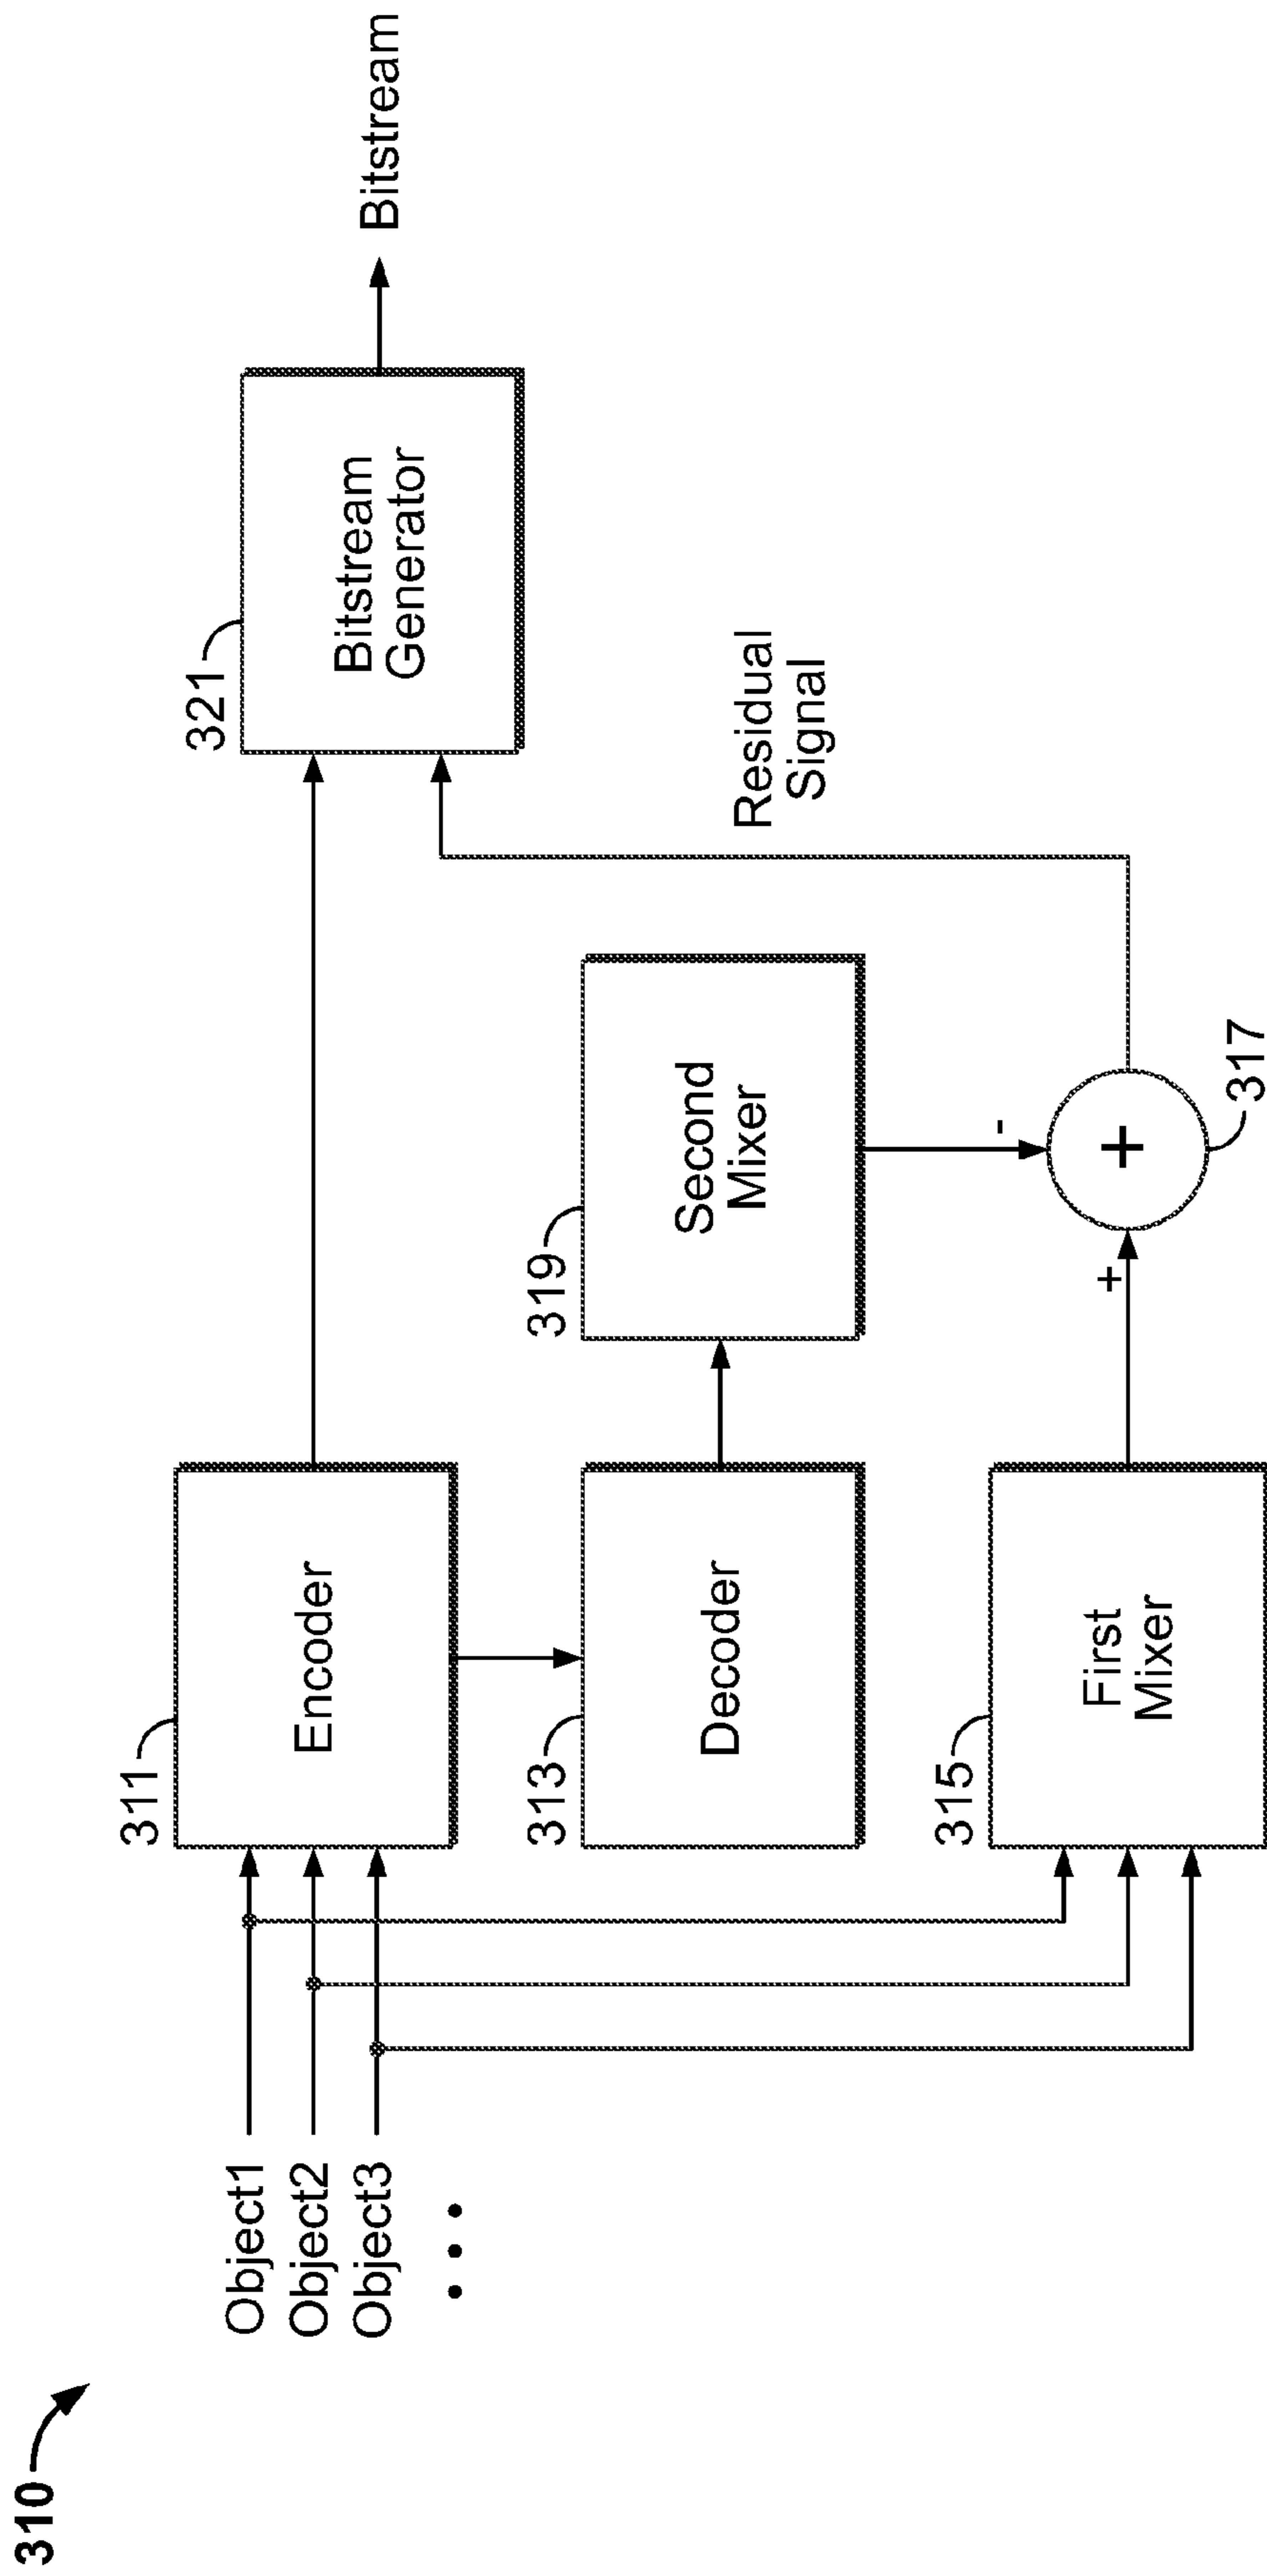 310
Object1
Object2
Object3
...
311
Encoder
313
Decoder
315
First
Mixer
319
Second
Mixer
+
-
+
317
Residual
Signal
321
Bitstream
Generator
Bitstream